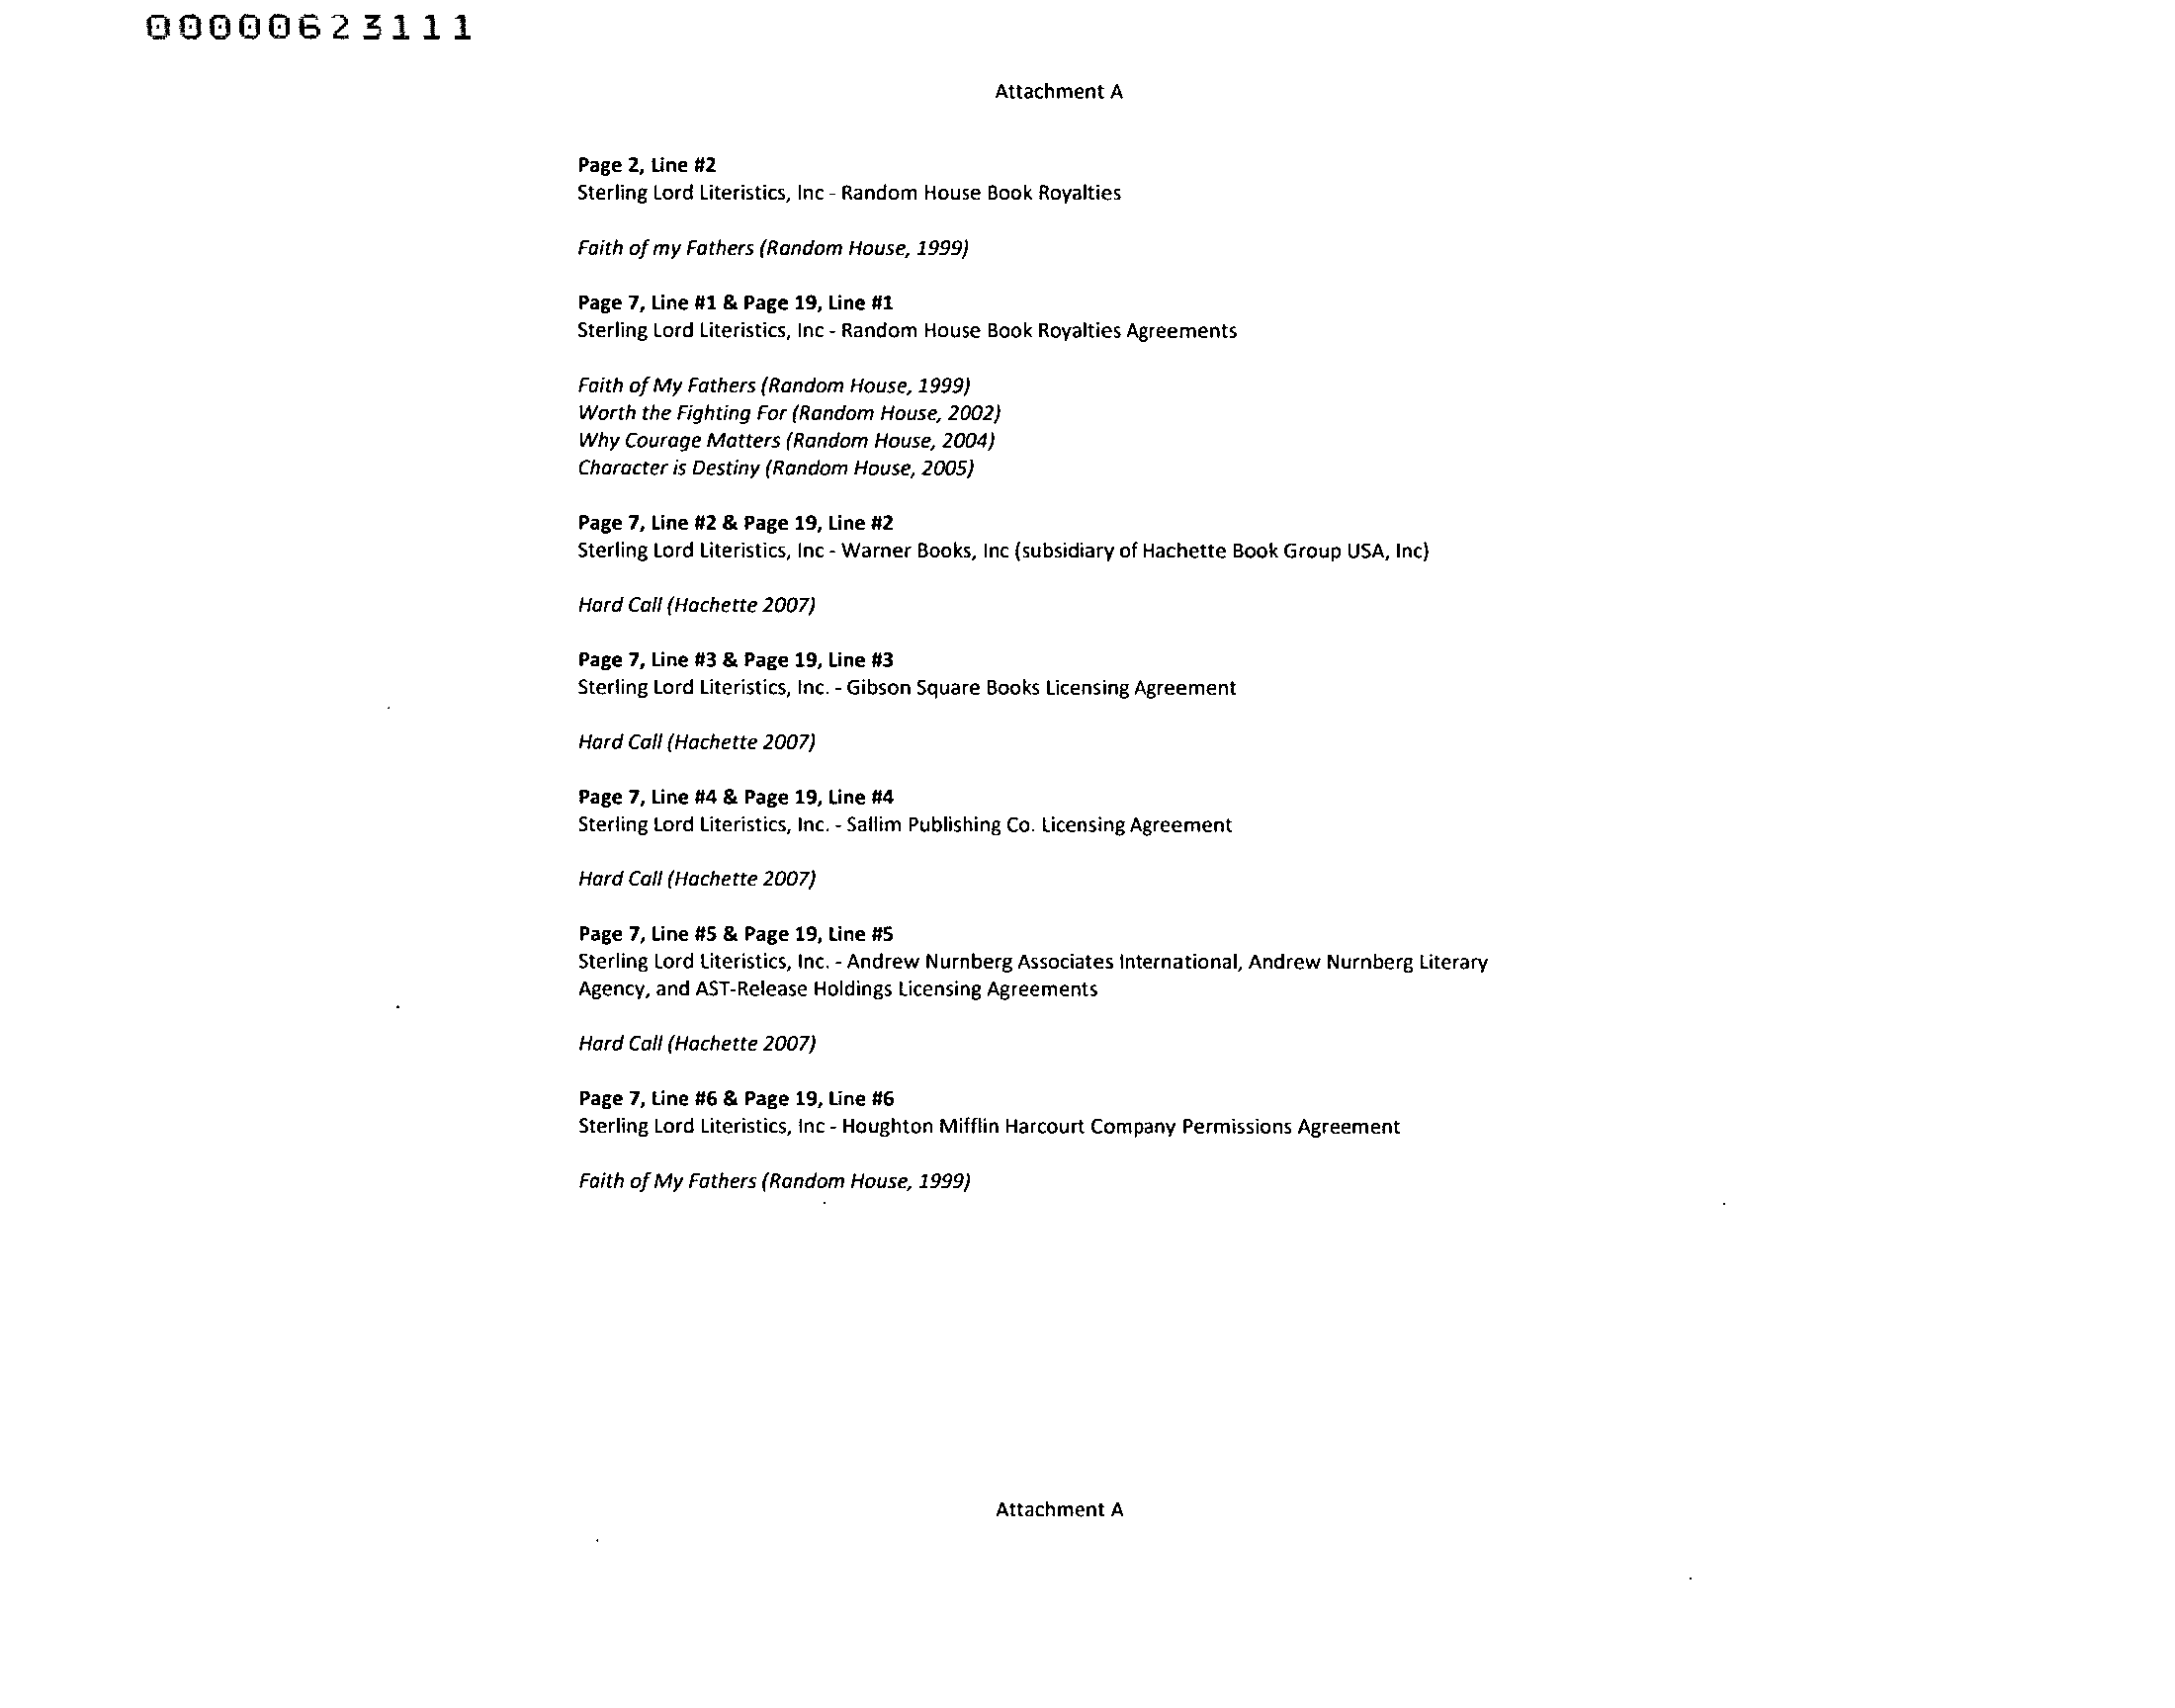 00000623111
Attachment A
Page 2, Line #2
Sterling Lord Literistics, Inc - Random House Book Royalties
Faith of my Fathers (Random House, 1999)
Page 7, Line #1 & Page 19, Line #1
Sterling Lord Literistics, Inc - Random House Book Royalties Agreements
Faith of My Fathers (Random House, 1999)
Worth the Fighting For (Random House, 2002)
Why Courage Matters (Random House, 2004)
Character is Destiny (Random House, 2005)
Page 7, Line #2 & Page 19, Line #2
Sterling Lord Literistics, Inc - Warner Books, Inc (subsidiary of Hachette Book Group USA, Inc)
Hard Call (Hachette 2007)
Page 7, Line #3 & Page 19, Line #3
Sterling Lord Literistics, Inc. - Gibson Square Books Licensing Agreement
Hard Call (Hachette 2007)
Page 7, Line #4 & Page 19, Line #4
Sterling Lord Literistics, Inc. - Sallim Publishing Co. Licensing Agreement
Hard Call (Hachette 2007)
Page 7, Line #5 & Page 19, Line #5
Sterling Lord Literistics, Inc. - Andrew Nurnberg Associates International, Andrew Nurnberg Literary
Agency, and AST-Release Holdings Licensing Agreements
Hard Call (Hachette 2007)
Page 7, Line #6 & Page 19, Line #6
Sterling Lord Literistics, Inc - Houghton Mifflin Harcourt Company Permissions Agreement
Faith of My Fathers (Random House, 1999)
Attachment A